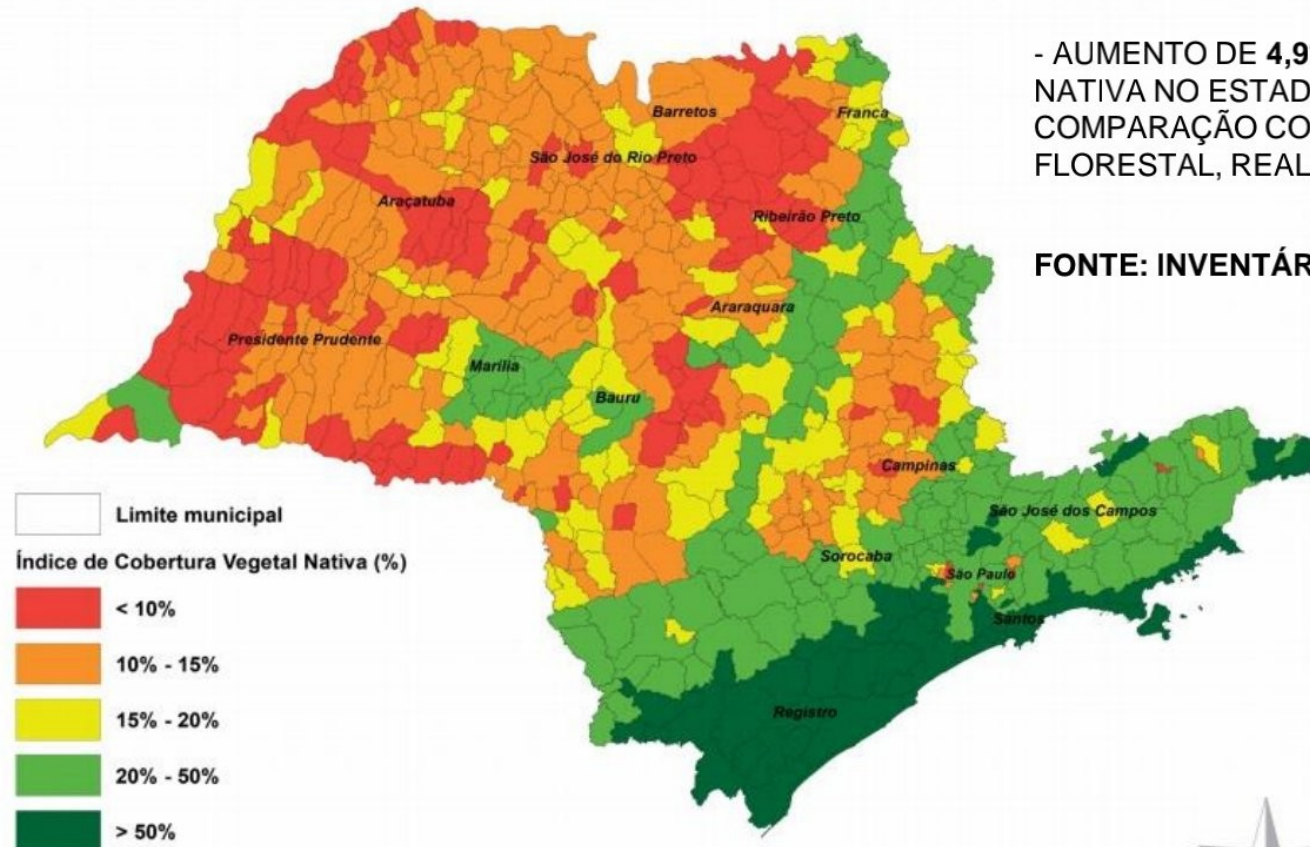 - AUMENTO DE 4,9
NATIVA NO ESTAD
COMPARAÇÃO CO
FLORESTAL, REAL
FONTE: INVENTÁR
Barretos
Franca
São José do Rio Preto
Araçatuba
Ribeirão Preto
Araraquara
Presidente Prudente
Marília
Bauru
Campinas
São José dos Campos
Sorocaba
São Paulo
Santos
Registro
Limite municipal
Índice de Cobertura Vegetal Nativa (%)
< 10%
10% - 15%
15% - 20%
20% - 50%
> 50%